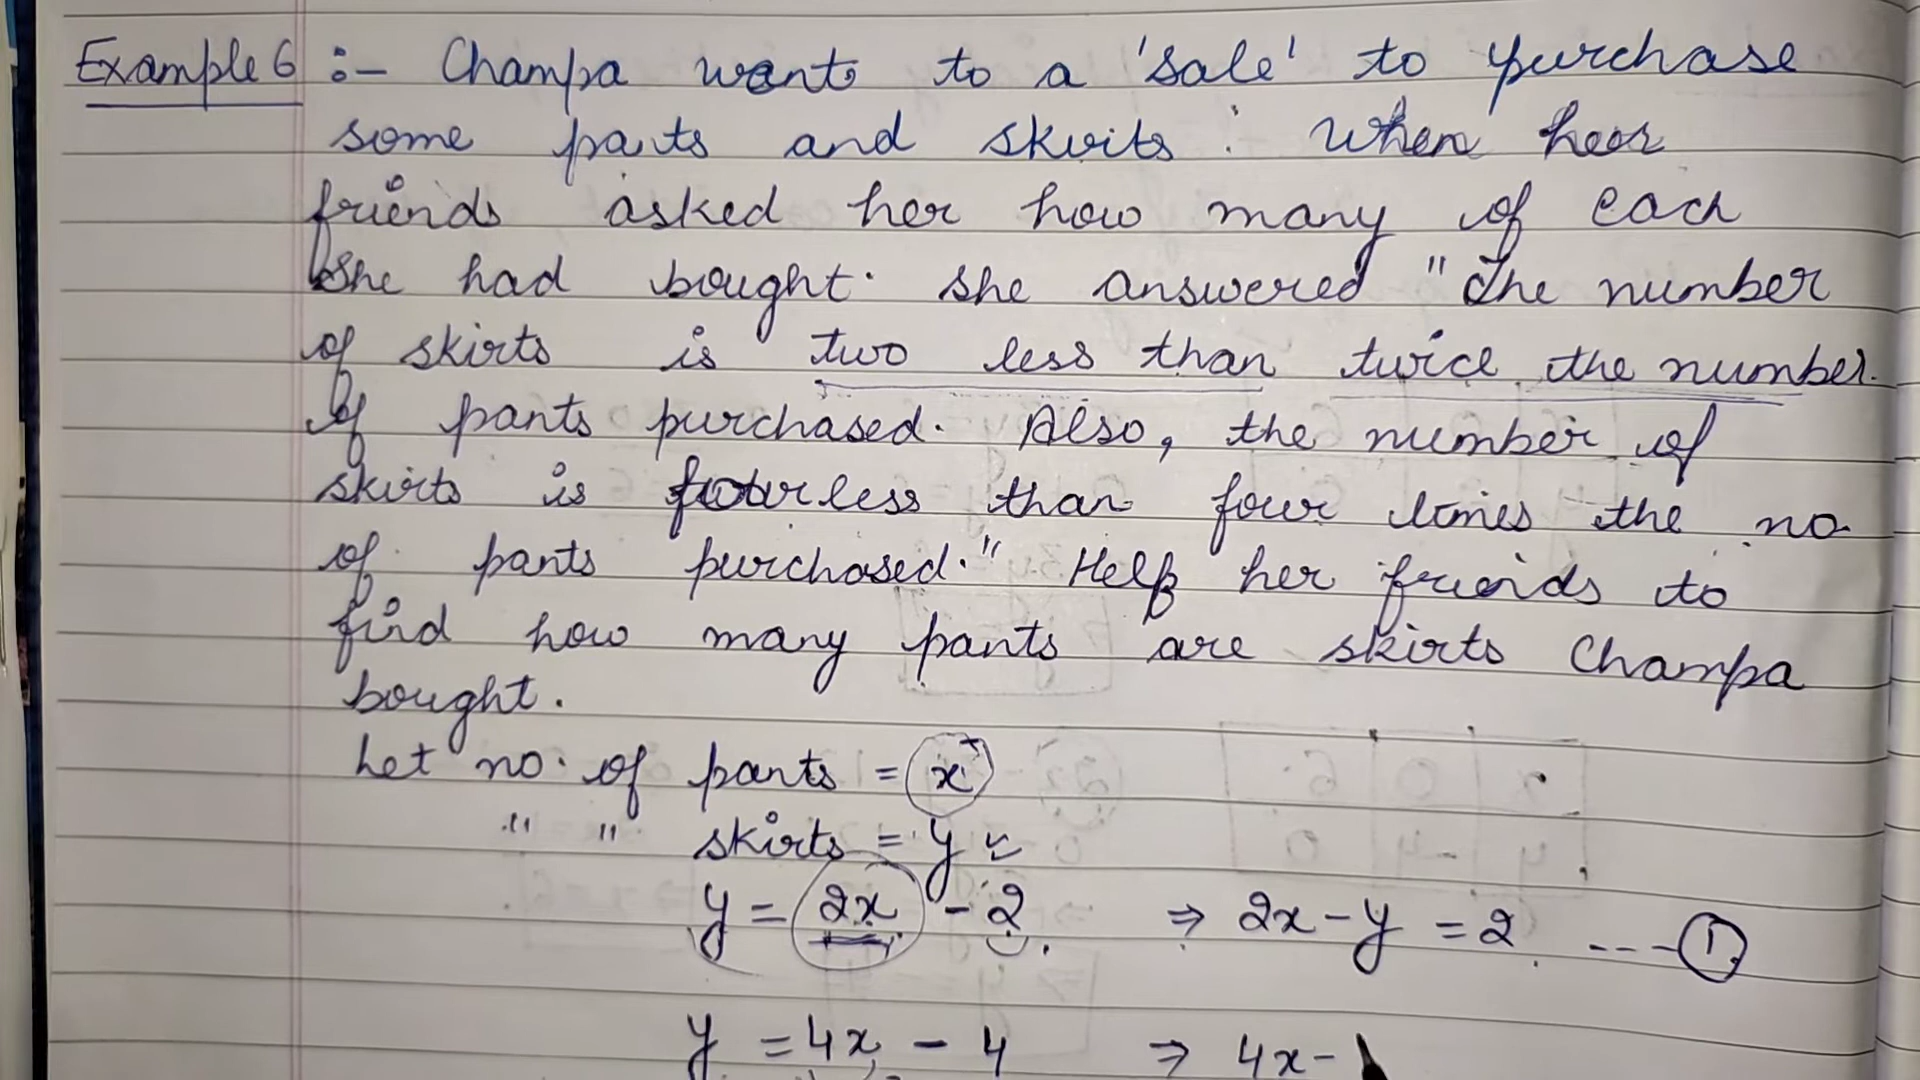 Example 6 :- Champa went to a 'sale' to purchase
some pants and skirts. When her
friends asked her how many of each
she had bought. She answered "The number
of skirts is two less than twice the number
of pants purchased. Also, the number of
skirts is four less than four times the no.
of pants purchased." Help her friends to
find how many pants are skirts Champa
bought.
Let no. of pants = x
" " skirts = y
y = 2x - 2 ⇒ 2x - y = 2 ---- ①
y = 4x - 4 ⇒ 4x -